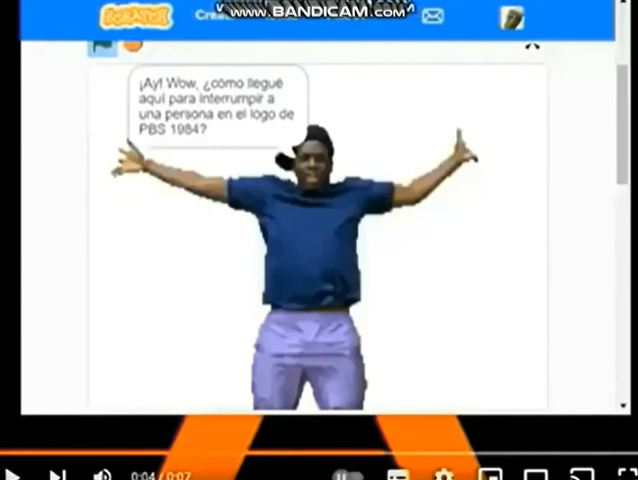 www.BANDICAM.COM
SCRATCH
¡Ay! Wow, ¿cómo llegué
aquí para interrumpir a
una persona en el logo de
PBS 1984?
0:04 / 0:07